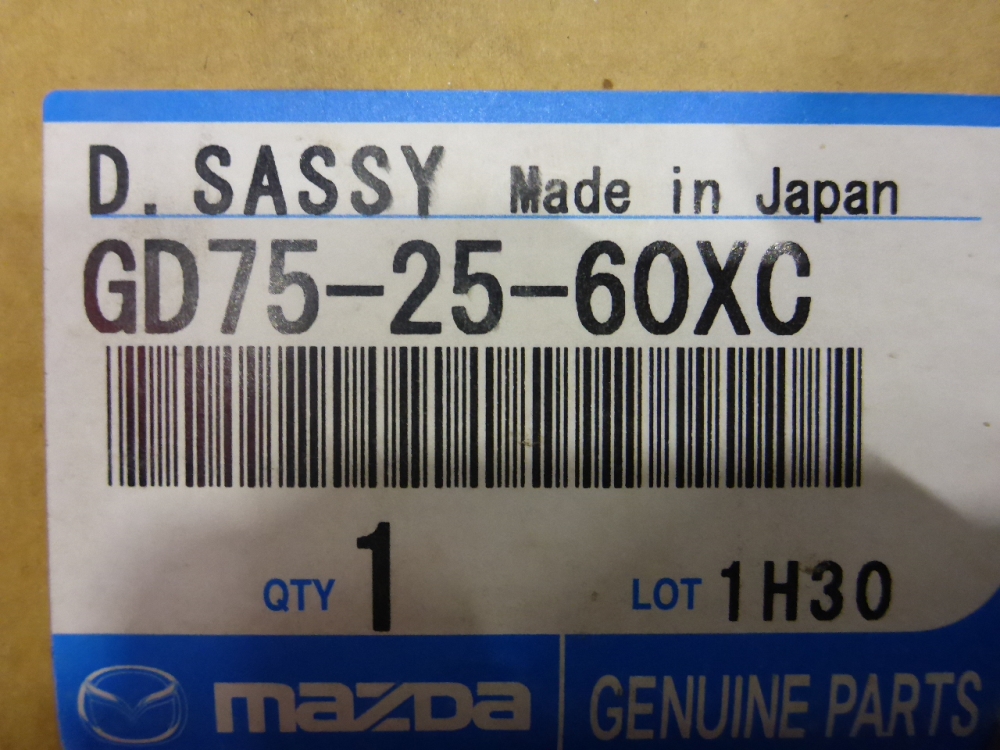 D. SASSY Made in Japan
GD75-25-60XC
QTY 1 LOT 1H30
mazda GENUINE PARTS